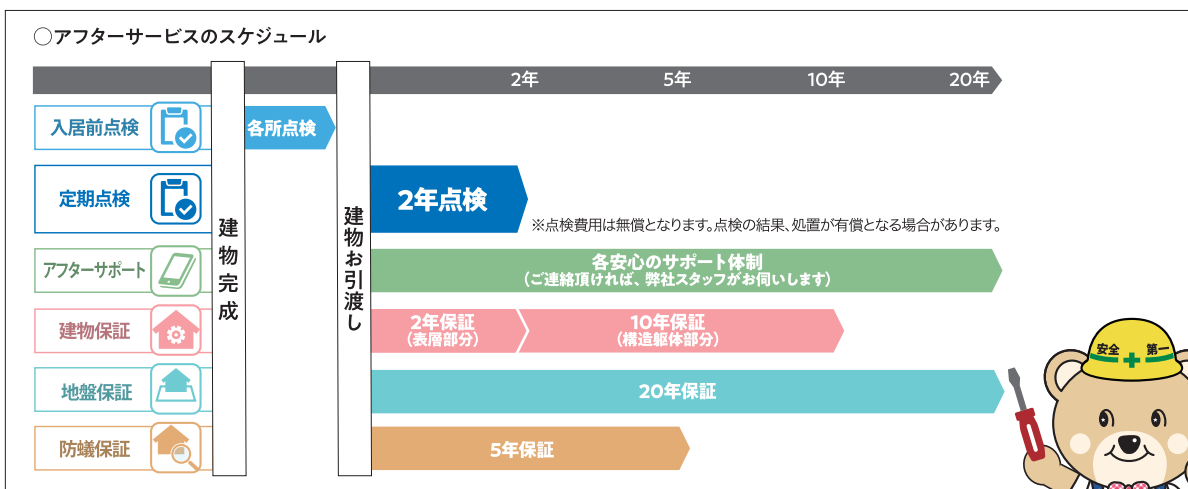 ○アフターサービスのスケジュール
2年 5年 10年 20年
入居前点検
各所点検
定期点検
2年点検
※点検費用は無償となります。点検の結果、処置が有償となる場合があります。
建物完成
建物お引渡し
アフターサポート
各安心のサポート体制
(ご連絡頂ければ、弊社スタッフがお伺いします)
建物保証
2年保証
(表層部分)
10年保証
(構造躯体部分)
地盤保証
20年保証
防蟻保証
5年保証
安全 第一